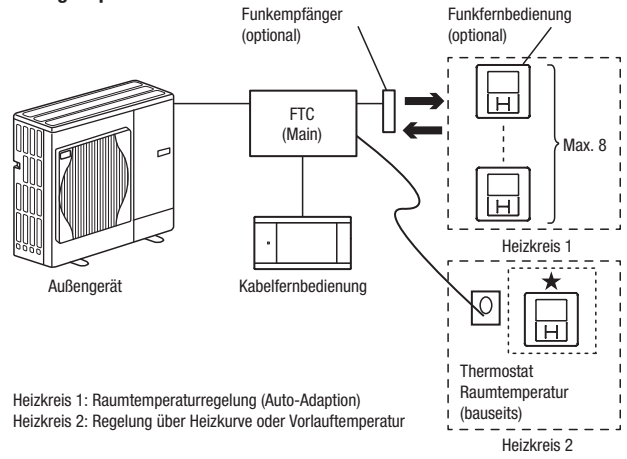 Funkempfänger
(optional)
Funkfernbedienung
(optional)
FTC
(Main)
Max. 8
Heizkreis 1
Außengerät
Kabelfernbedienung
Thermostat
Raumtemperatur
(bauseits)
Heizkreis 1: Raumtemperaturregelung (Auto-Adaption)
Heizkreis 2: Regelung über Heizkurve oder Vorlauftemperatur
Heizkreis 2